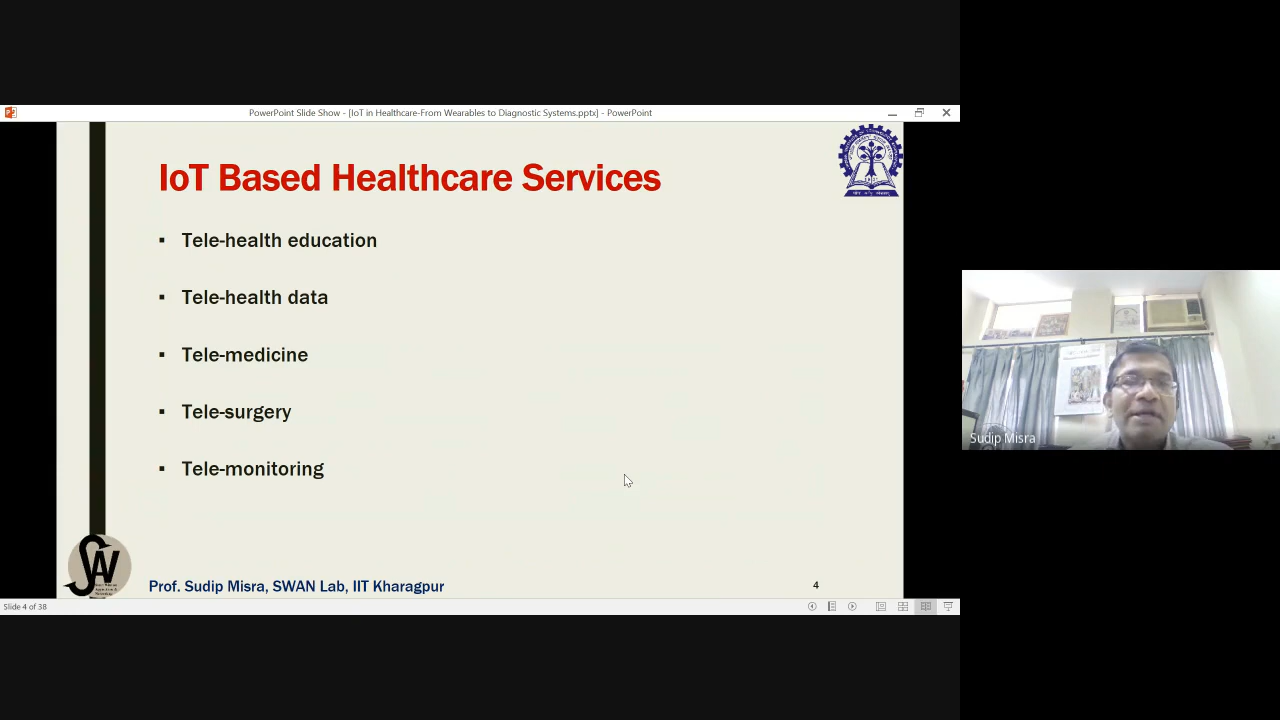 PowerPoint Slide Show - [IoT in Healthcare-From Wearables to Diagnostic Systems.pptx] - PowerPoint
IoT Based Healthcare Services
▪ Tele-health education
▪ Tele-health data
▪ Tele-medicine
▪ Tele-surgery
▪ Tele-monitoring
Prof. Sudip Misra, SWAN Lab, IIT Kharagpur
4
Slide 4 of 38
Sudip Misra